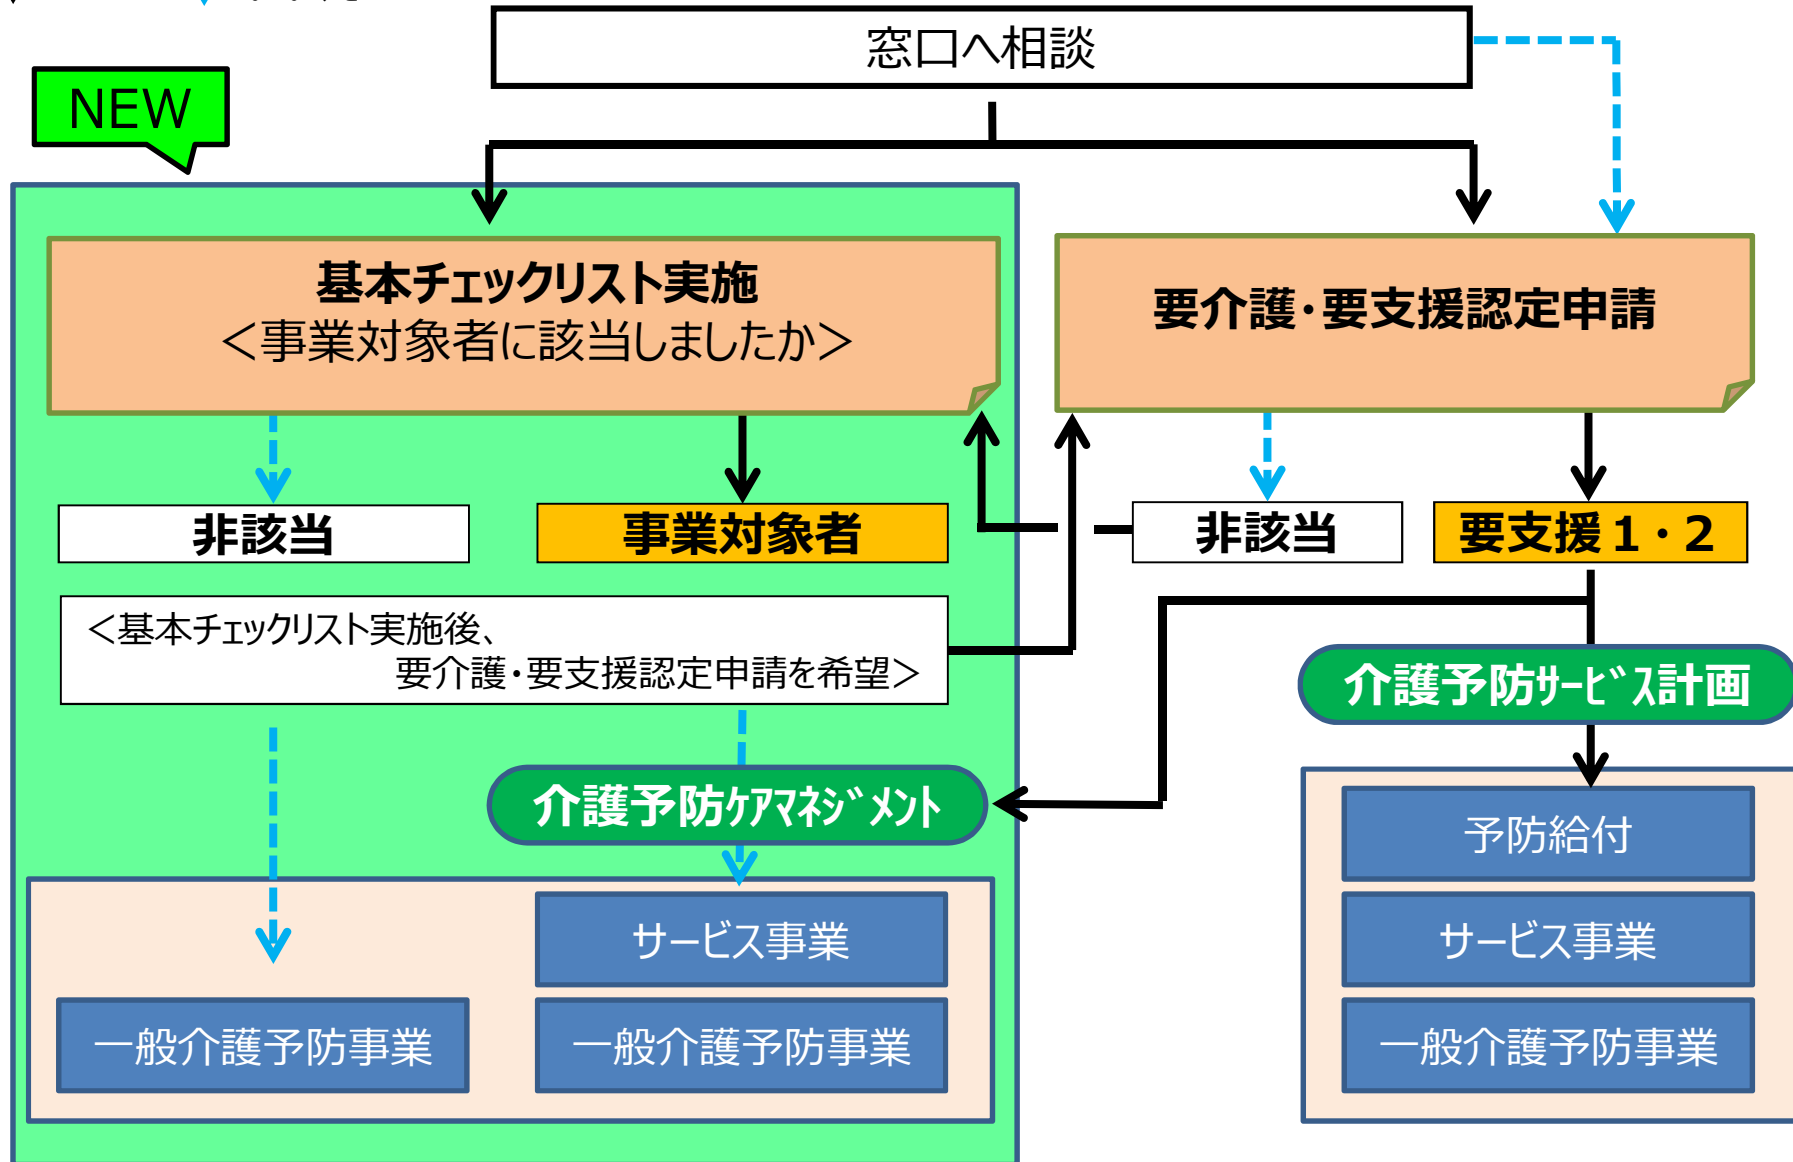 窓口へ相談
NEW
基本チェックリスト実施
＜事業対象者に該当しましたか＞
要介護・要支援認定申請
非該当
事業対象者
非該当
要支援１・２
＜基本チェックリスト実施後、
要介護・要支援認定申請を希望＞
介護予防ｻｰﾋﾞｽ計画
介護予防ｹｱﾏﾈｼﾞﾒﾝﾄ
予防給付
サービス事業
サービス事業
一般介護予防事業
一般介護予防事業
一般介護予防事業